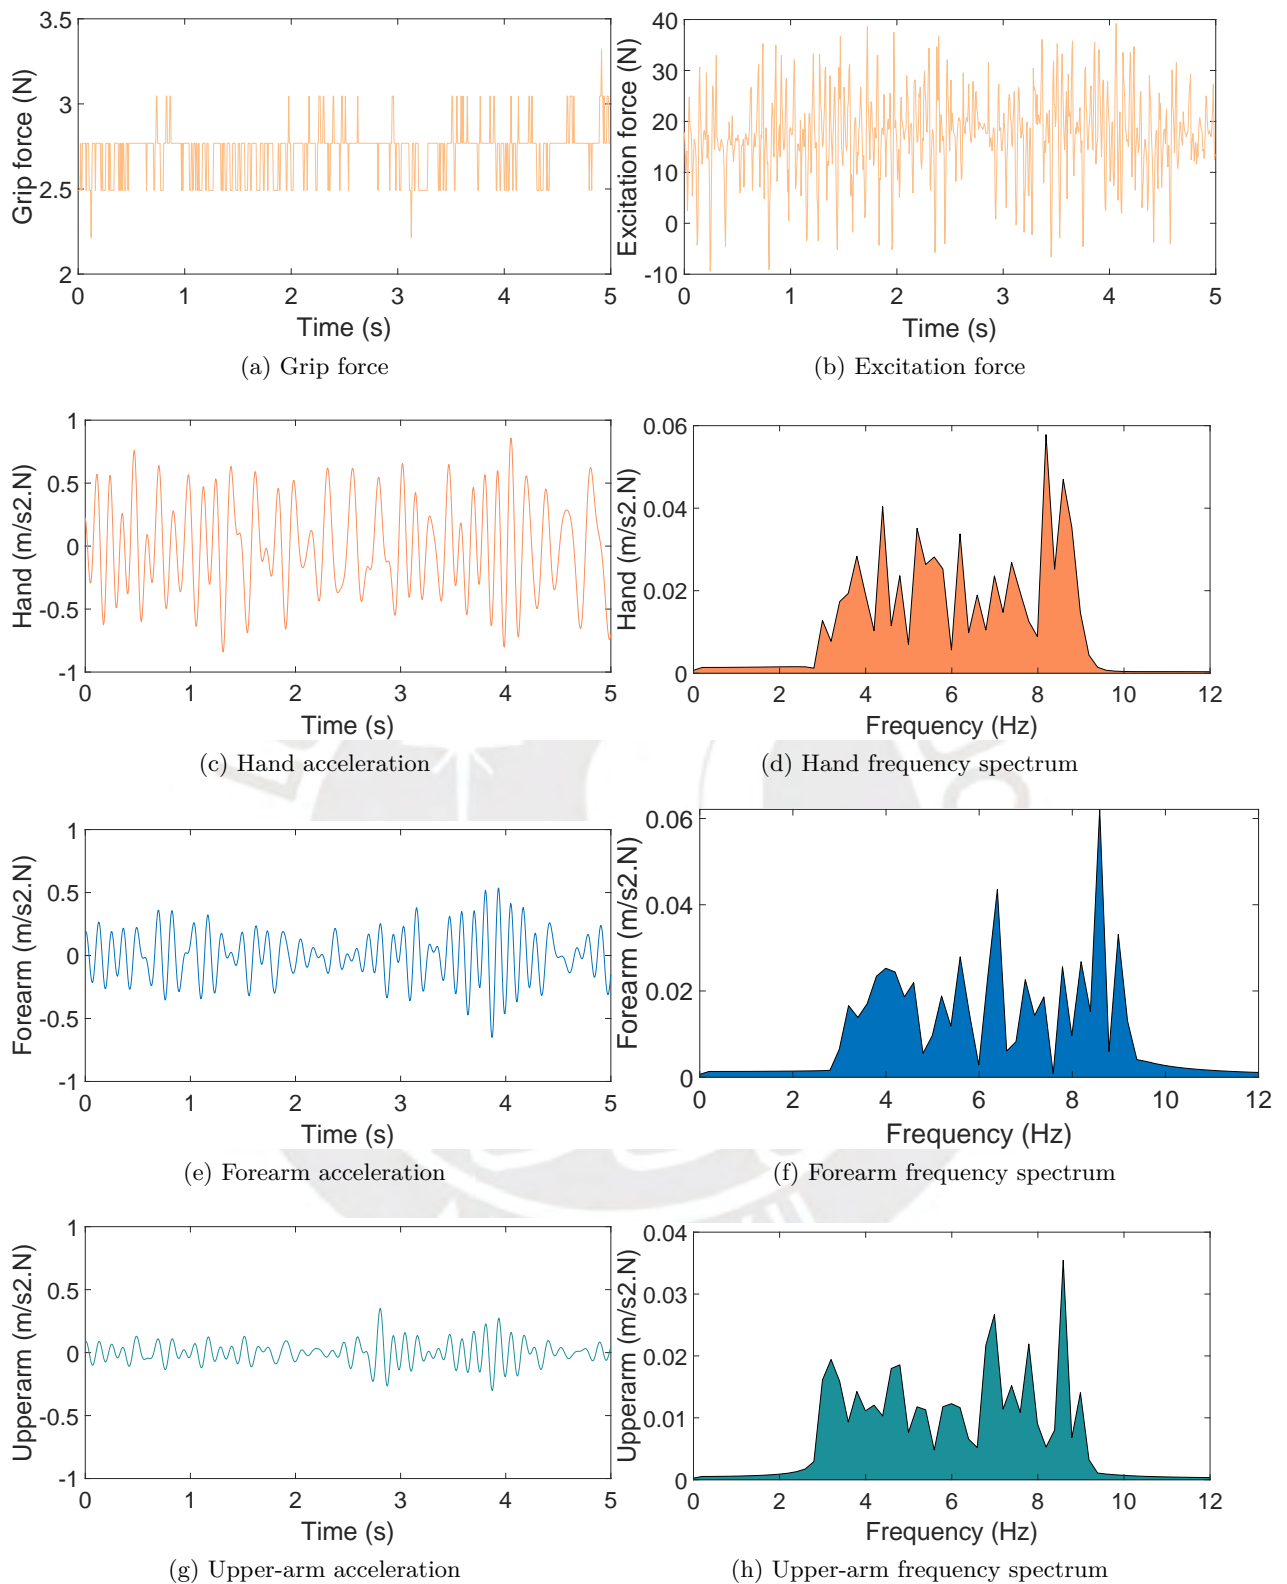 3.5
3
2.5
2
Grip force (N)
0 1 2 3 4 5
Time (s)
(a) Grip force
40
30
20
10
0
-10
Excitation force (N)
0 1 2 3 4 5
Time (s)
(b) Excitation force
1
0.5
0
-0.5
-1
Hand (m/s2.N)
0 1 2 3 4 5
Time (s)
(c) Hand acceleration
0.06
0.04
0.02
0
Hand (m/s2.N)
0 2 4 6 8 10 12
Frequency (Hz)
(d) Hand frequency spectrum
1
0.5
0
-0.5
-1
Forearm (m/s2.N)
0 1 2 3 4 5
Time (s)
(e) Forearm acceleration
0.06
0.04
0.02
0
Forearm (m/s2.N)
0 2 4 6 8 10 12
Frequency (Hz)
(f) Forearm frequency spectrum
1
0.5
0
-0.5
-1
Upperarm (m/s2.N)
0 1 2 3 4 5
Time (s)
(g) Upper-arm acceleration
0.04
0.03
0.02
0.01
0
Upperarm (m/s2.N)
0 2 4 6 8 10 12
Frequency (Hz)
(h) Upper-arm frequency spectrum